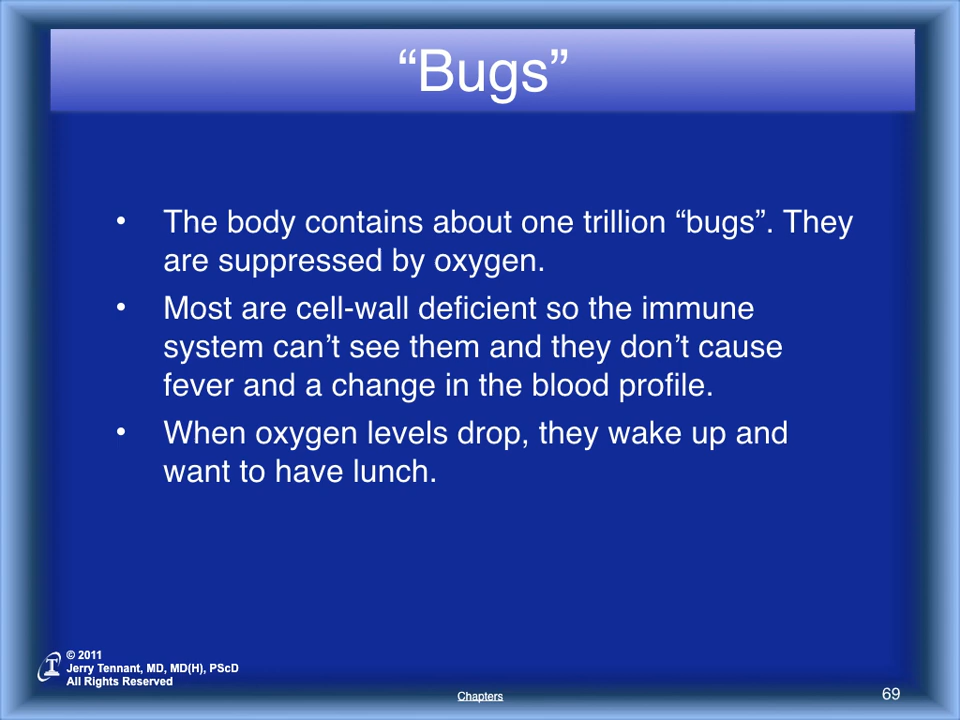 “Bugs”
• The body contains about one trillion “bugs”. They
are suppressed by oxygen.
• Most are cell-wall deficient so the immune
system can’t see them and they don’t cause
fever and a change in the blood profile.
• When oxygen levels drop, they wake up and
want to have lunch.
© 2011
Jerry Tennant, MD, MD(H), PScD
All Rights Reserved
Chapters
69